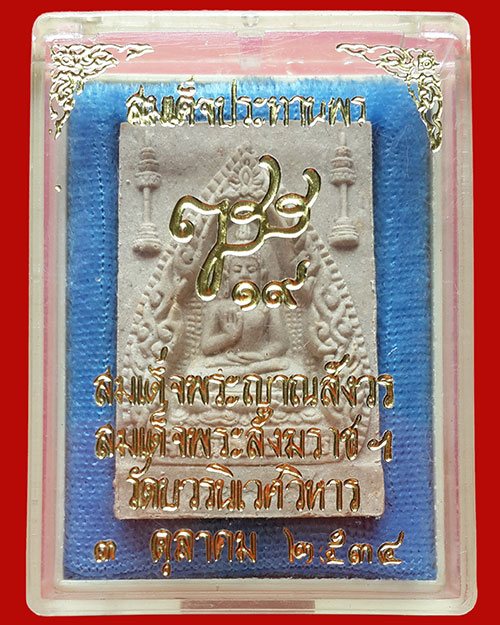 สมเด็จประทานพร
๑๙
สมเด็จพระญาณสังวร
สมเด็จพระสังฆราช ฯ
วัดบวรนิเวศวิหาร
๓ ตุลาคม ๒๕๓๔